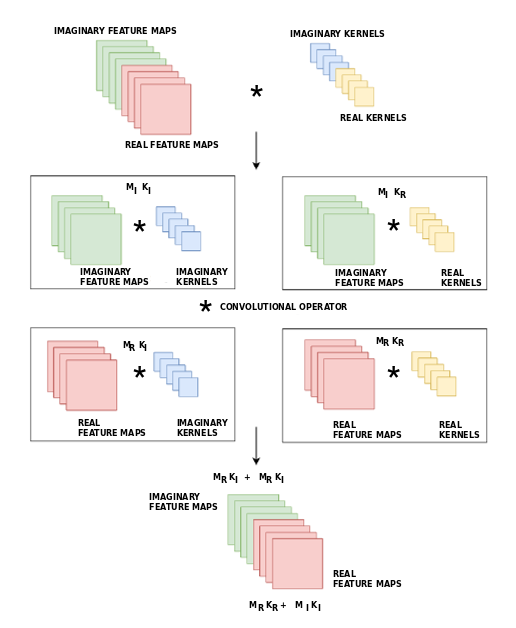 IMAGINARY FEATURE MAPS
IMAGINARY KERNELS
*
REAL KERNELS
REAL FEATURE MAPS
M_I K_I
*
IMAGINARY
FEATURE MAPS
IMAGINARY
KERNELS
M_I K_R
*
IMAGINARY
FEATURE MAPS
REAL
KERNELS
* CONVOLUTIONAL OPERATOR
M_R K_I
*
REAL
FEATURE MAPS
IMAGINARY
KERNELS
M_R K_R
*
REAL
FEATURE MAPS
REAL
KERNELS
M_R K_I + M_R K_I
IMAGINARY
FEATURE MAPS
REAL
FEATURE MAPS
M_R K_R + M_I K_I